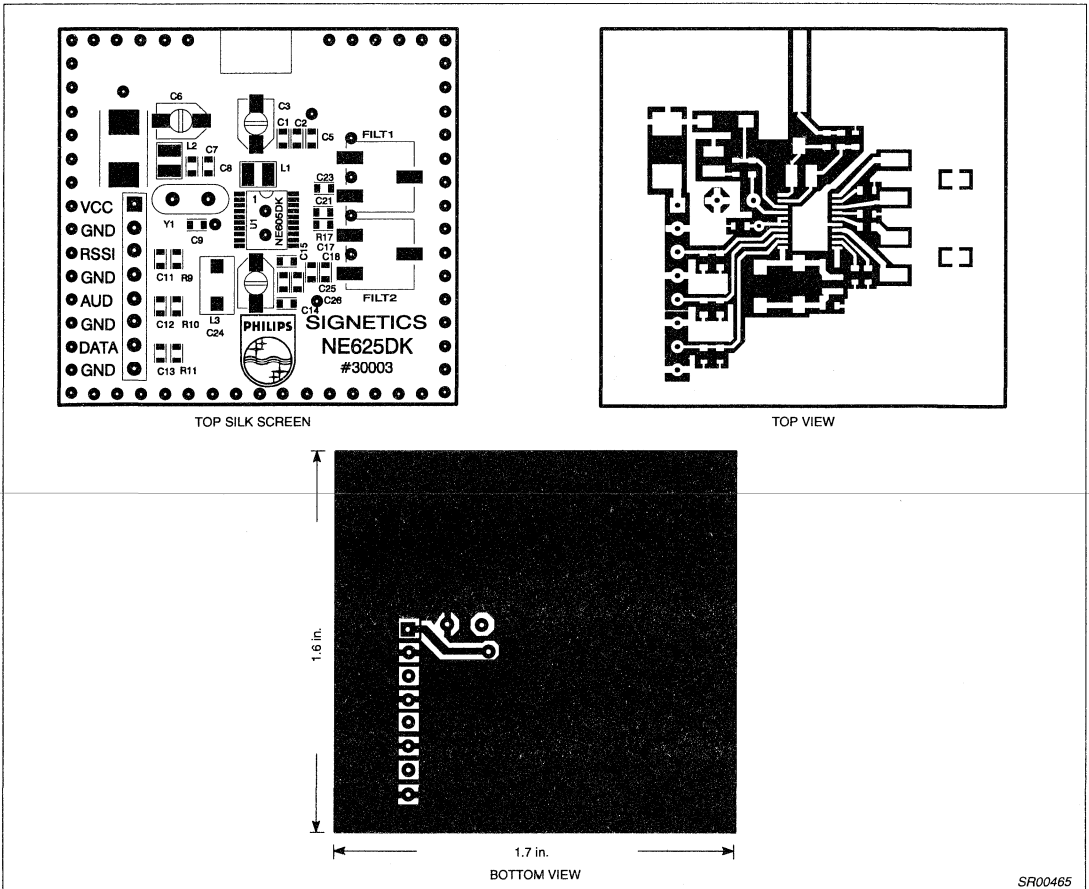 C6
C3
C1 C2
C5
FILT1
L2 C7
C8
L1
C23
VCC
1
U1
NE605DK
C21
GND
Y1
C9
R17
RSSI
C15
C17
C18
GND
C11 R9
C25
FILT2
AUD
C26
C14
GND
C12 R10
L3
C24
PHILIPS
SIGNETICS
DATA
NE625DK
GND
C13 R11
#30003
TOP SILK SCREEN
TOP VIEW
1.6 in.
1.7 in.
BOTTOM VIEW
SR00465